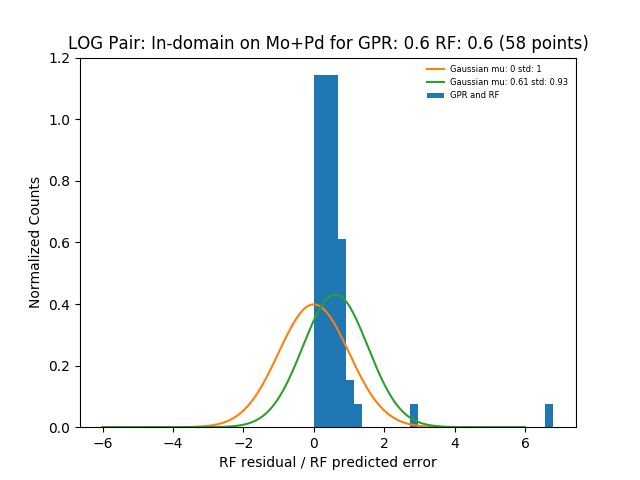 LOG Pair: In-domain on Mo+Pd for GPR: 0.6 RF: 0.6 (58 points)
Gaussian mu: 0 std: 1
Gaussian mu: 0.61 std: 0.93
GPR and RF
Normalized Counts
1.2
1.0
0.8
0.6
0.4
0.2
0.0
−6 −4 −2 0 2 4 6
RF residual / RF predicted error